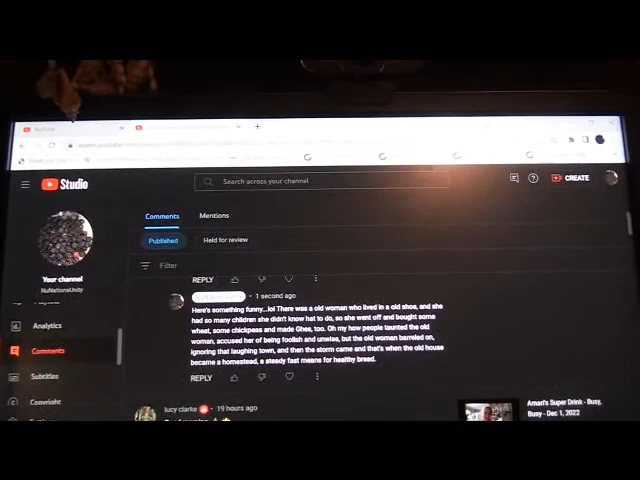 YouTube
Studio
Search across your channel
CREATE
Comments
Mentions
Published
Held for review
Filter
Your channel
NuNationsUnity
Analytics
Comments
Subtitles
Copyright
REPLY
• 1 second ago
Here's something funny...lol There was a old woman who lived in a old shoe, and she
had so many children she didn't know hat to do, so she went off and bought some
wheat, some chickpeas and made Ghee, too. Oh my how people taunted the old
woman, accused her of being foolish and unwise, but the old woman barreled on,
ignoring that laughing town, and then the storm came and that's when the old house
became a homestead, a steady fast means for healthy bread.
REPLY
lucy clarke • 19 hours ago
Amari's Super Drink - Busy,
Busy - Dec 1, 2022